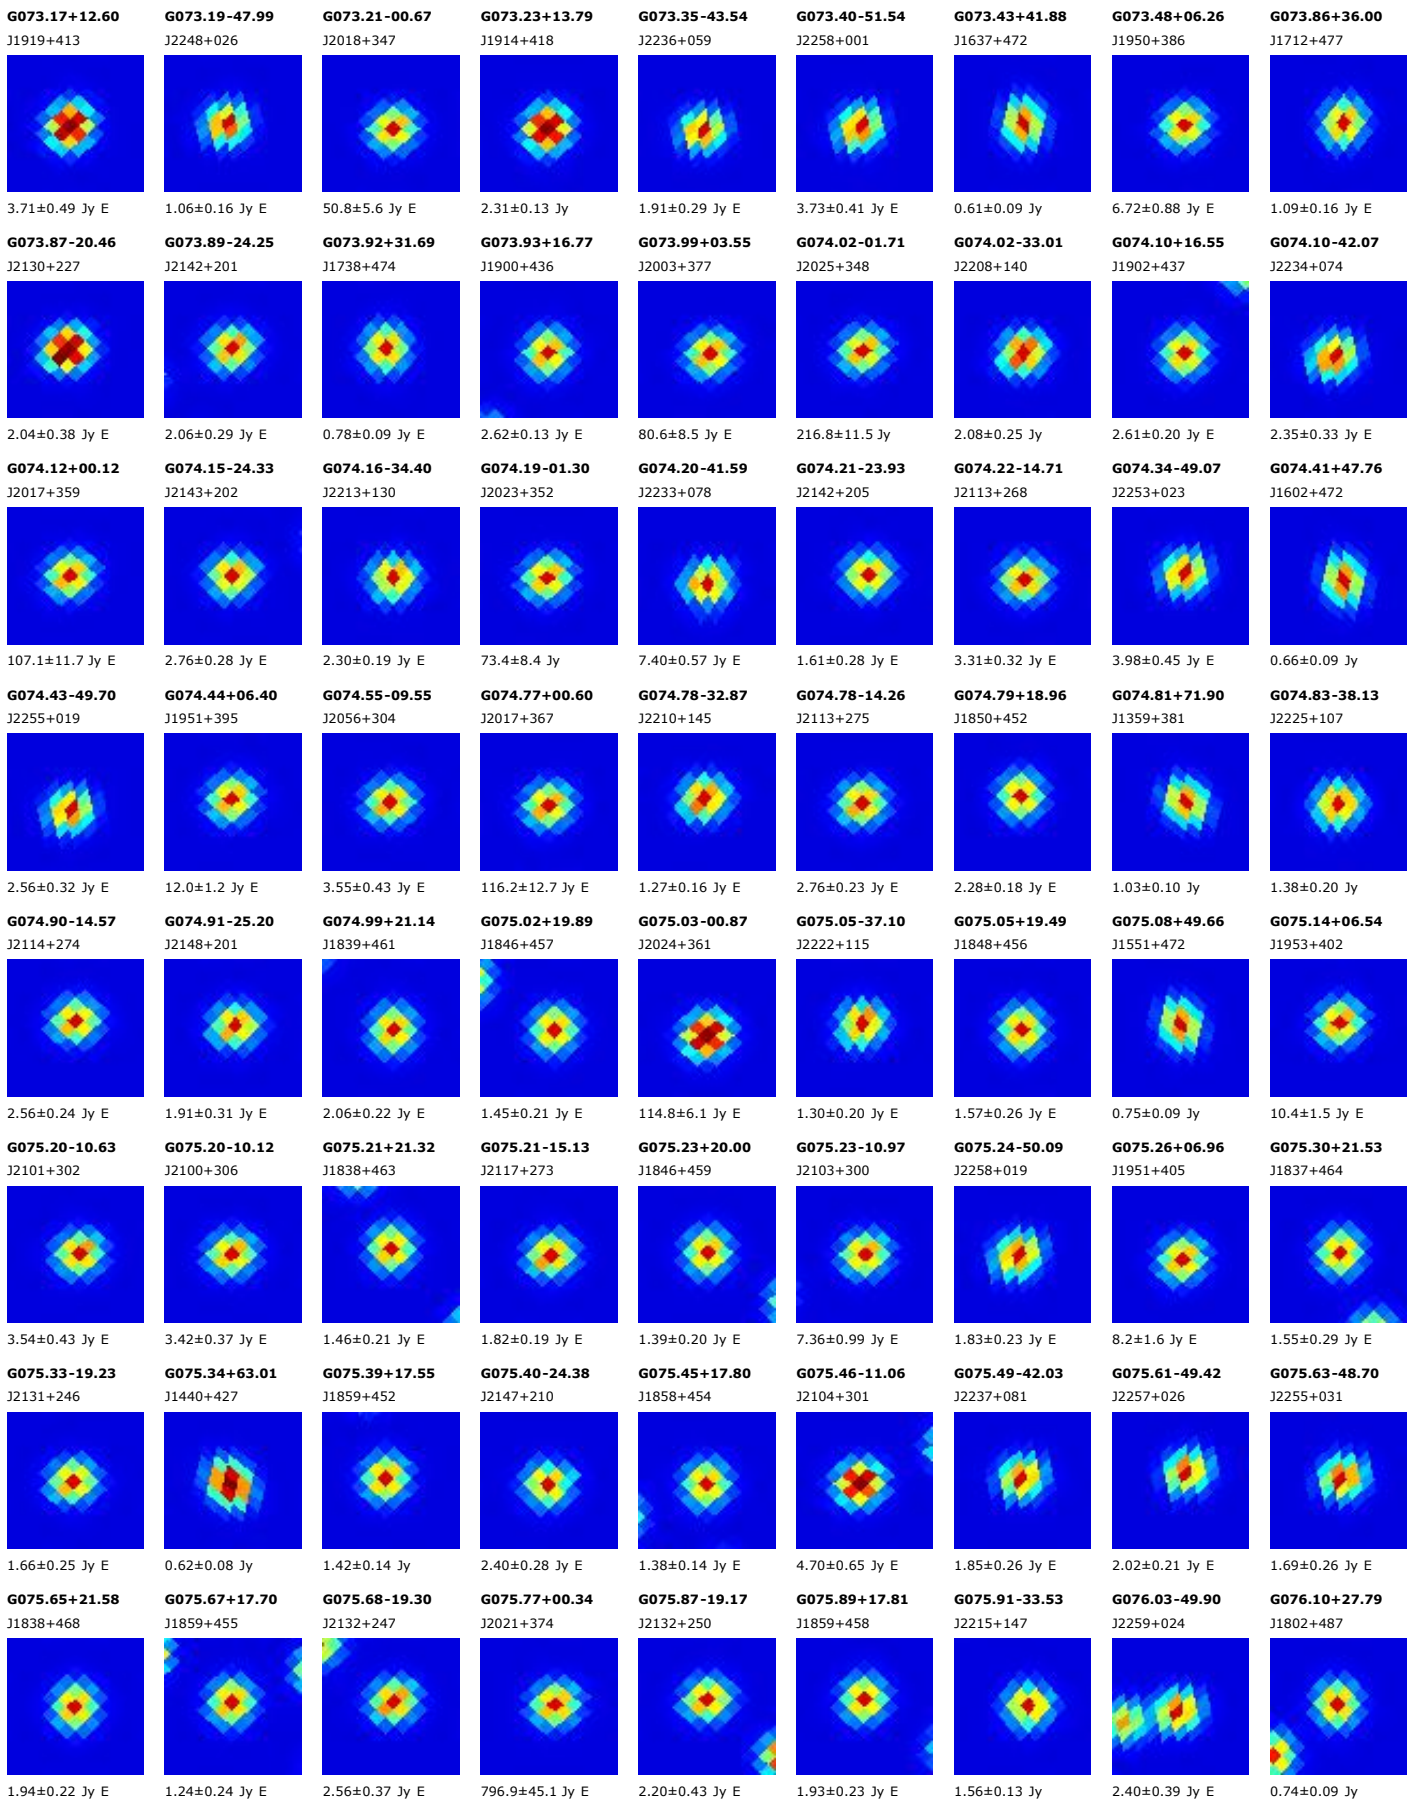 G073.17+12.60 G073.19-47.99 G073.21-00.67 G073.23+13.79 G073.35-43.54 G073.40-51.54 G073.43+41.88 G073.48+06.26 G073.86+36.00
J1919+413 J2248+026 J2018+347 J1914+418 J2236+059 J2258+001 J1637+472 J1950+386 J1712+477
3.71±0.49 Jy E 1.06±0.16 Jy E 50.8±5.6 Jy E 2.31±0.13 Jy 1.91±0.29 Jy E 3.73±0.41 Jy E 0.61±0.09 Jy 6.72±0.88 Jy E 1.09±0.16 Jy E
G073.87-20.46 G073.89-24.25 G073.92+31.69 G073.93+16.77 G073.99+03.55 G074.02-01.71 G074.02-33.01 G074.10+16.55 G074.10-42.07
J2130+227 J2142+201 J1738+474 J1900+436 J2003+377 J2025+348 J2208+140 J1902+437 J2234+074
2.04±0.38 Jy E 2.06±0.29 Jy E 0.78±0.09 Jy E 2.62±0.13 Jy E 80.6±8.5 Jy E 216.8±11.5 Jy 2.08±0.25 Jy 2.61±0.20 Jy E 2.35±0.33 Jy E
G074.12+00.12 G074.15-24.33 G074.16-34.40 G074.19-01.30 G074.20-41.59 G074.21-23.93 G074.22-14.71 G074.34-49.07 G074.41+47.76
J2017+359 J2143+202 J2213+130 J2023+352 J2233+078 J2142+205 J2113+268 J2253+023 J1602+472
107.1±11.7 Jy E 2.76±0.28 Jy E 2.30±0.19 Jy E 73.4±8.4 Jy 7.40±0.57 Jy E 1.61±0.28 Jy E 3.31±0.32 Jy E 3.98±0.45 Jy E 0.66±0.09 Jy
G074.43-49.70 G074.44+06.40 G074.55-09.55 G074.77+00.60 G074.78-32.87 G074.78-14.26 G074.79+18.96 G074.81+71.90 G074.83-38.13
J2255+019 J1951+395 J2056+304 J2017+367 J2210+145 J2113+275 J1850+452 J1359+381 J2225+107
2.56±0.32 Jy E 12.0±1.2 Jy E 3.55±0.43 Jy E 116.2±12.7 Jy E 1.27±0.16 Jy E 2.76±0.23 Jy E 2.28±0.18 Jy E 1.03±0.10 Jy 1.38±0.20 Jy
G074.90-14.57 G074.91-25.20 G074.99+21.14 G075.02+19.89 G075.03-00.87 G075.05-37.10 G075.05+19.49 G075.08+49.66 G075.14+06.54
J2114+274 J2148+201 J1839+461 J1846+457 J2024+361 J2222+115 J1848+456 J1551+472 J1953+402
2.56±0.24 Jy E 1.91±0.31 Jy E 2.06±0.22 Jy E 1.45±0.21 Jy E 114.8±6.1 Jy E 1.30±0.20 Jy E 1.57±0.26 Jy E 0.75±0.09 Jy 10.4±1.5 Jy E
G075.20-10.63 G075.20-10.12 G075.21+21.32 G075.21-15.13 G075.23+20.00 G075.23-10.97 G075.24-50.09 G075.26+06.96 G075.30+21.53
J2101+302 J2100+306 J1838+463 J2117+273 J1846+459 J2103+300 J2258+019 J1951+405 J1837+464
3.54±0.43 Jy E 3.42±0.37 Jy E 1.46±0.21 Jy E 1.82±0.19 Jy E 1.39±0.20 Jy E 7.36±0.99 Jy E 1.83±0.23 Jy E 8.2±1.6 Jy E 1.55±0.29 Jy E
G075.33-19.23 G075.34+63.01 G075.39+17.55 G075.40-24.38 G075.45+17.80 G075.46-11.06 G075.49-42.03 G075.61-49.42 G075.63-48.70
J2131+246 J1440+427 J1859+452 J2147+210 J1858+454 J2104+301 J2237+081 J2257+026 J2255+031
1.66±0.25 Jy E 0.62±0.08 Jy 1.42±0.14 Jy 2.40±0.28 Jy E 1.38±0.14 Jy E 4.70±0.65 Jy E 1.85±0.26 Jy E 2.02±0.21 Jy E 1.69±0.26 Jy E
G075.65+21.58 G075.67+17.70 G075.68-19.30 G075.77+00.34 G075.87-19.17 G075.89+17.81 G075.91-33.53 G076.03-49.90 G076.10+27.79
J1838+468 J1859+455 J2132+247 J2021+374 J2132+250 J1859+458 J2215+147 J2259+024 J1802+487
1.94±0.22 Jy E 1.24±0.24 Jy E 2.56±0.37 Jy E 796.9±45.1 Jy E 2.20±0.43 Jy E 1.93±0.23 Jy E 1.56±0.13 Jy 2.40±0.39 Jy E 0.74±0.09 Jy